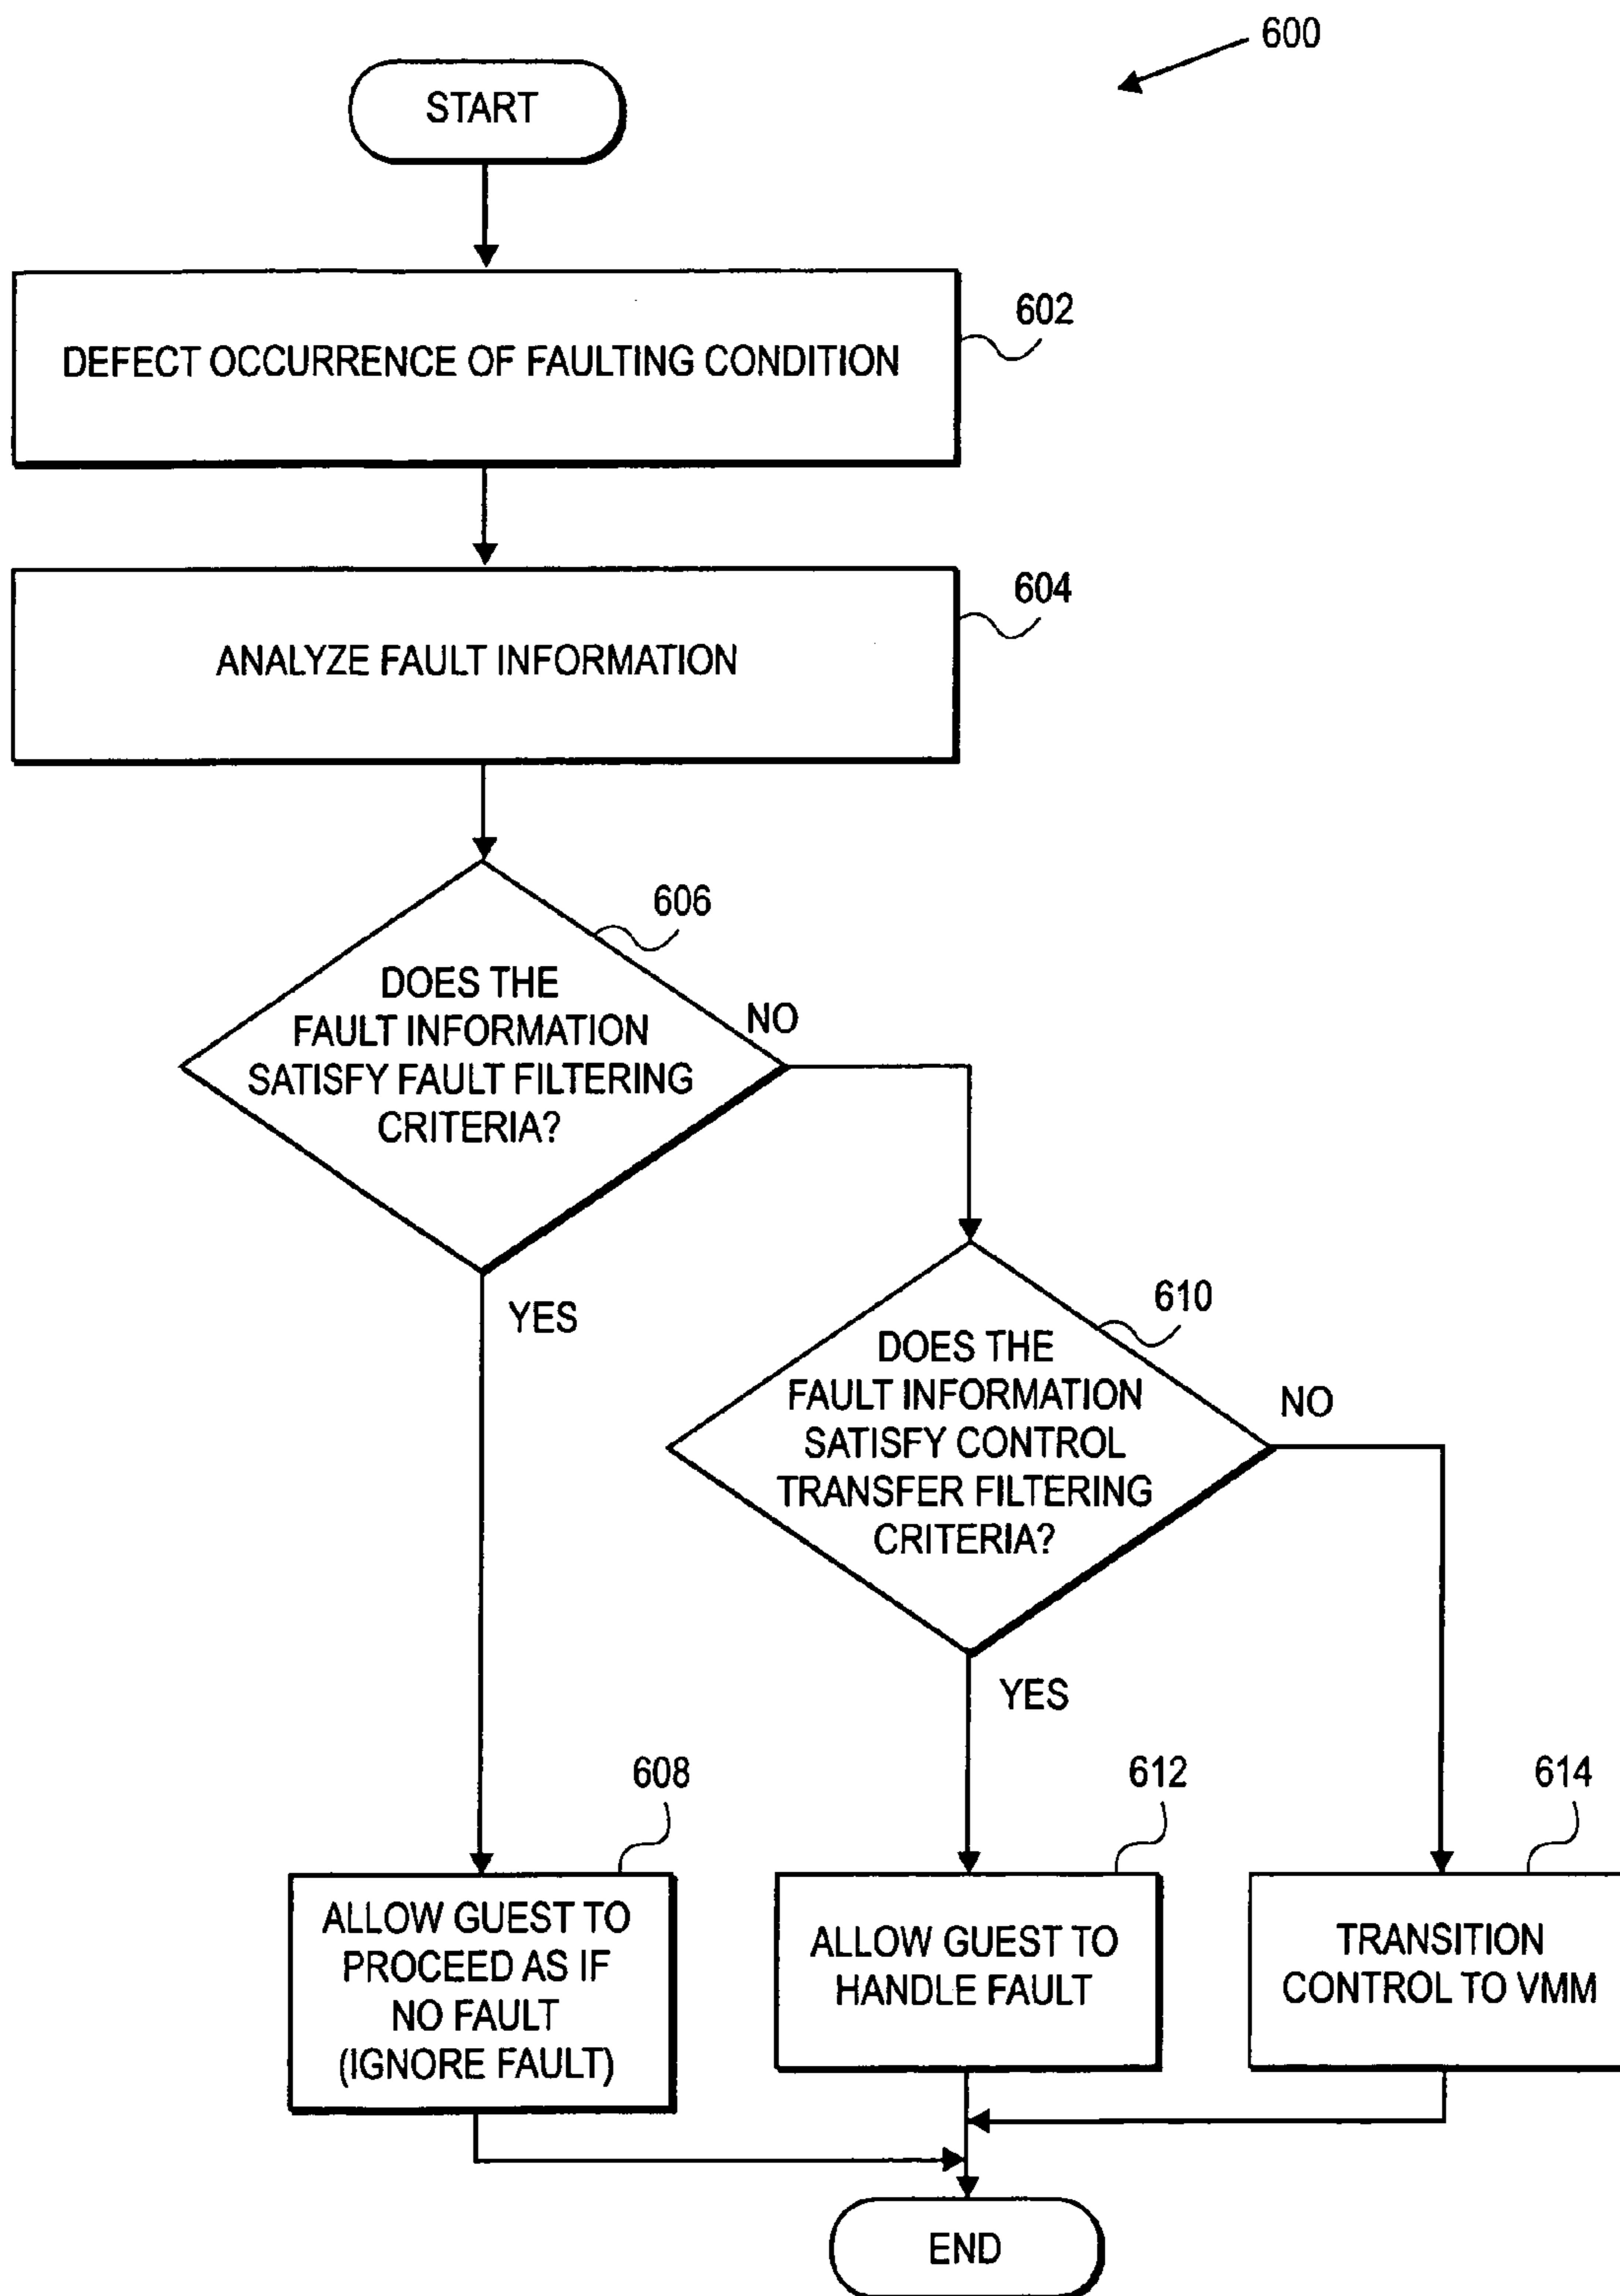 600
START
602
DEFECT OCCURRENCE OF FAULTING CONDITION
604
ANALYZE FAULT INFORMATION
606
DOES THE
FAULT INFORMATION
SATISFY FAULT FILTERING
CRITERIA?
NO
YES
610
DOES THE
FAULT INFORMATION
SATISFY CONTROL
TRANSFER FILTERING
CRITERIA?
NO
YES
608
ALLOW GUEST TO
PROCEED AS IF
NO FAULT
(IGNORE FAULT)
612
ALLOW GUEST TO
HANDLE FAULT
614
TRANSITION
CONTROL TO VMM
END